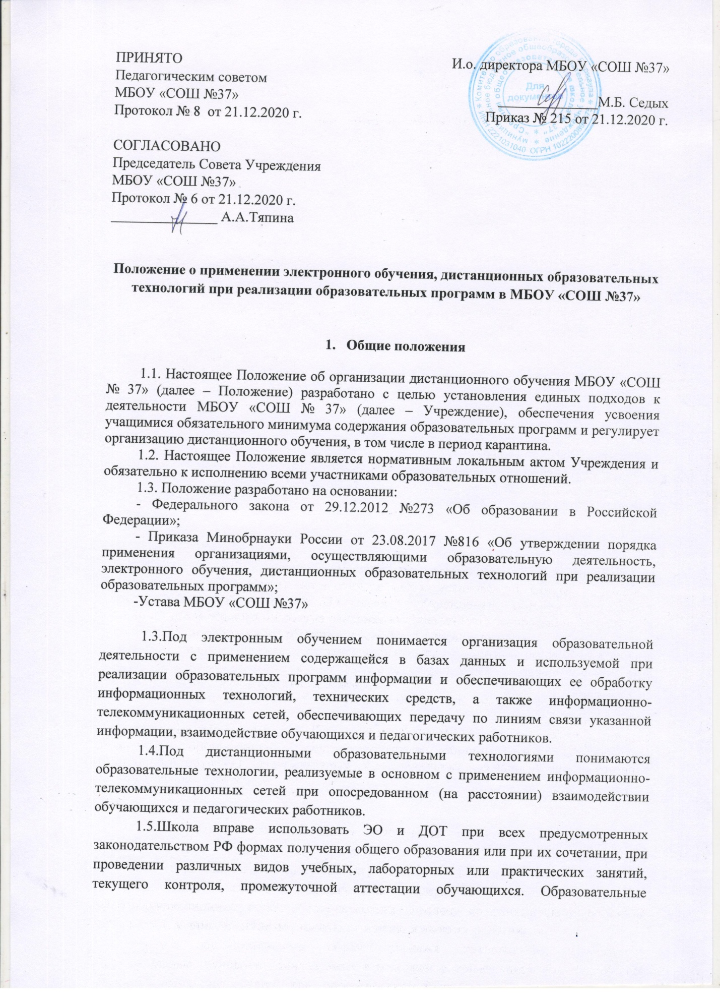 ПРИНЯТО
Педагогическим советом
МБОУ «СОШ №37»
Протокол № 8 от 21.12.2020 г.
И.о. директора МБОУ «СОШ №37»
М.Б. Седых
Приказ № 215 от 21.12.2020 г.
Для
документов
ИНН 2221031040 ОГРН
СОГЛАСОВАНО
Председатель Совета Учреждения
МБОУ «СОШ №37»
Протокол № 6 от 21.12.2020 г.
_______________ А.А.Тяпина
Положение о применении электронного обучения, дистанционных образовательных
технологий при реализации образовательных программ в МБОУ «СОШ №37»
1. Общие положения
1.1. Настоящее Положение об организации дистанционного обучения МБОУ «СОШ
№ 37» (далее – Положение) разработано с целью установления единых подходов к
деятельности МБОУ «СОШ № 37» (далее – Учреждение), обеспечения усвоения
учащимися обязательного минимума содержания образовательных программ и регулирует
организацию дистанционного обучения, в том числе в период карантина.
1.2. Настоящее Положение является нормативным локальным актом Учреждения и
обязательно к исполнению всеми участниками образовательных отношений.
1.3. Положение разработано на основании:
- Федерального закона от 29.12.2012 №273 «Об образовании в Российской
Федерации»;
- Приказа Минобрнауки России от 23.08.2017 №816 «Об утверждении порядка
применения организациями, осуществляющими образовательную деятельность,
электронного обучения, дистанционных образовательных технологий при реализации
образовательных программ»;
-Устава МБОУ «СОШ №37»
1.3.Под электронным обучением понимается организация образовательной
деятельности с применением содержащейся в базах данных и используемой при
реализации образовательных программ информации и обеспечивающих ее обработку
информационных технологий, технических средств, а также информационно-
телекоммуникационных сетей, обеспечивающих передачу по линиям связи указанной
информации, взаимодействие обучающихся и педагогических работников.
1.4.Под дистанционными образовательными технологиями понимаются
образовательные технологии, реализуемые в основном с применением информационно-
телекоммуникационных сетей при опосредованном (на расстоянии) взаимодействии
обучающихся и педагогических работников.
1.5.Школа вправе использовать ЭО и ДОТ при всех предусмотренных
законодательством РФ формах получения общего образования или при их сочетании, при
проведении различных видов учебных, лабораторных или практических занятий,
текущего контроля, промежуточной аттестации обучающихся. Образовательные